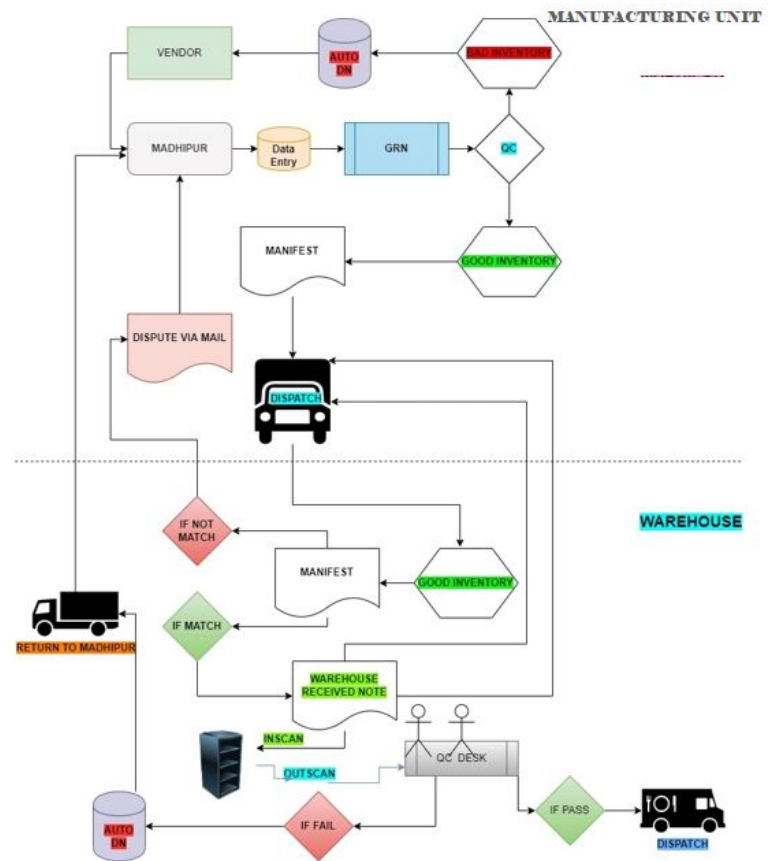 MANUFACTURING UNIT
VENDOR
AUTO
DN
BAD INVENTORY
MADHIPUR
Data
Entry
GRN
QC
MANIFEST
GOOD INVENTORY
DISPUTE VIA MAIL
DISPATCH
WAREHOUSE
IF NOT
MATCH
MANIFEST
GOOD INVENTORY
IF MATCH
RETURN TO MADHIPUR
WAREHOUSE
RECEIVED NOTE
INSCAN
OUTSCAN
QC DESK
IF PASS
IF FAIL
AUTO
DN
DISPATCH